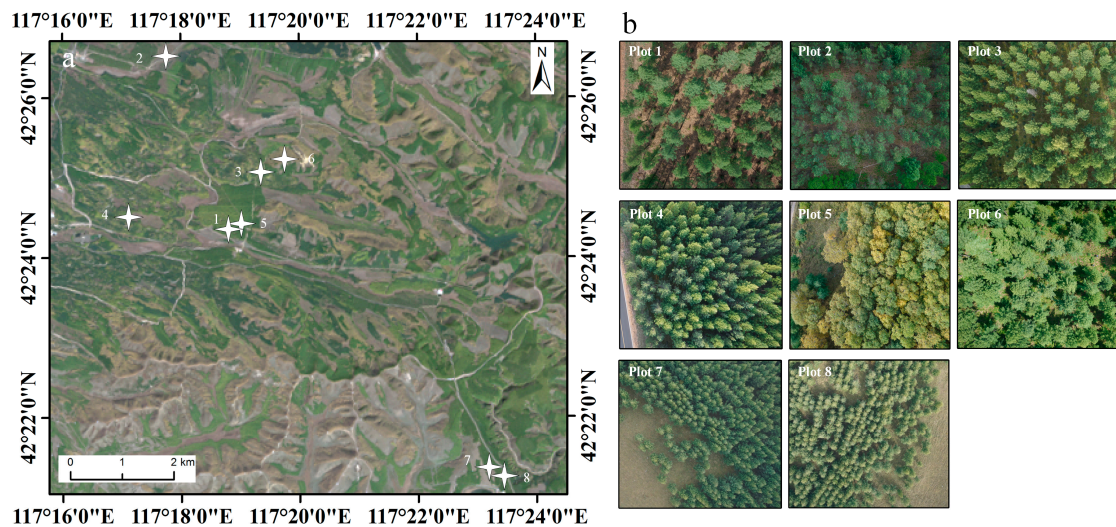 117°16'0"E 117°18'0"E 117°20'0"E 117°22'0"E 117°24'0"E
b
a
N
2
42°26'0"N
42°26'0"N
6
3
4
1
5
42°24'0"N
42°24'0"N
42°22'0"N
42°22'0"N
0 1 2 km
7
8
117°16'0"E 117°18'0"E 117°20'0"E 117°22'0"E 117°24'0"E
Plot 1
Plot 2
Plot 3
Plot 4
Plot 5
Plot 6
Plot 7
Plot 8